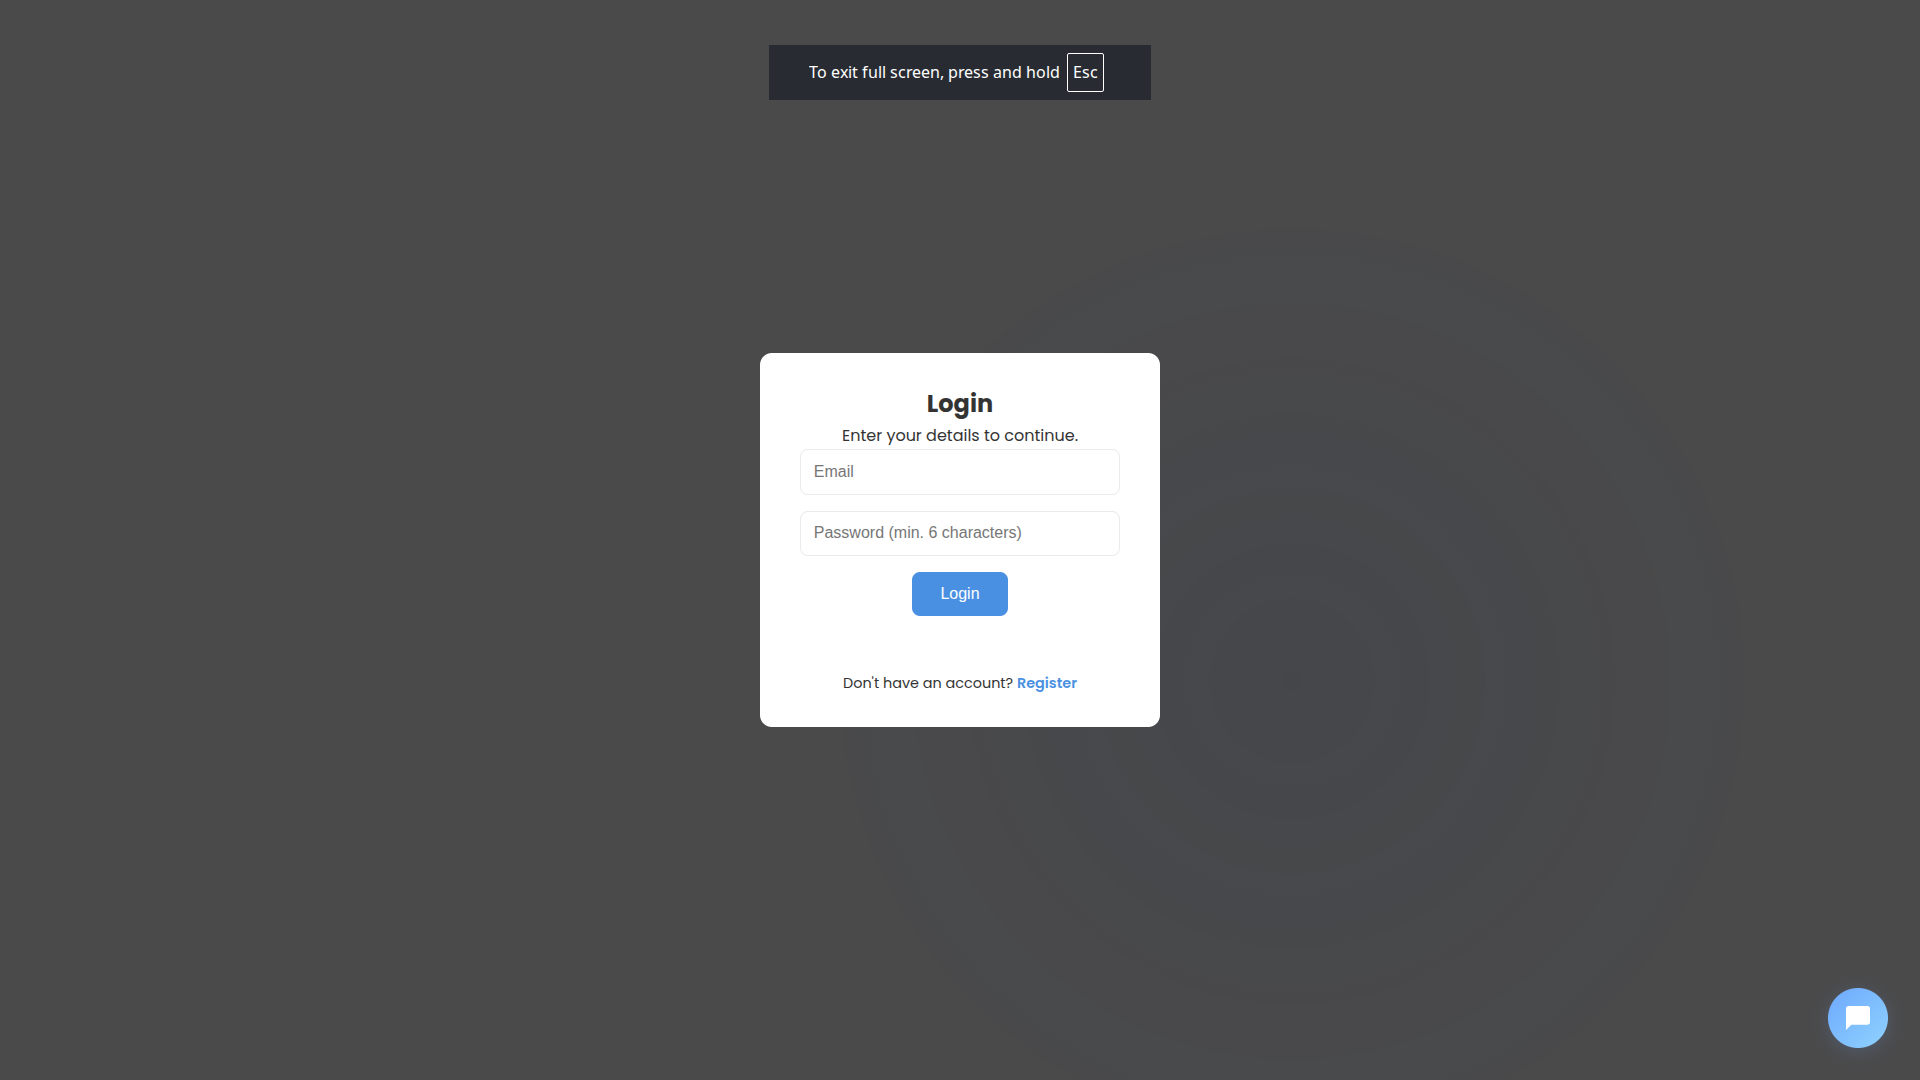 To exit full screen, press and hold Esc
Login
Enter your details to continue.
Email
Password (min. 6 characters)
Login
Don't have an account? Register